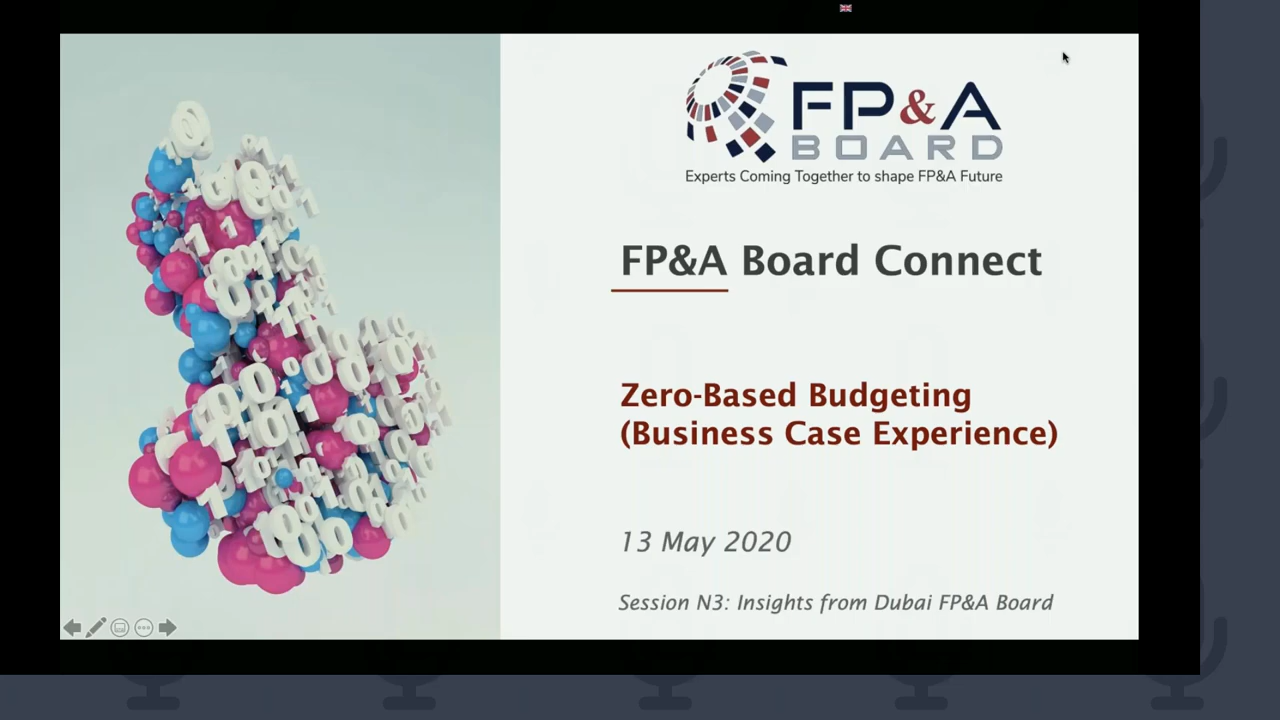 FP&A
BOARD
Experts Coming Together to shape FP&A Future
FP&A Board Connect
Zero-Based Budgeting
(Business Case Experience)
13 May 2020
Session N3: Insights from Dubai FP&A Board